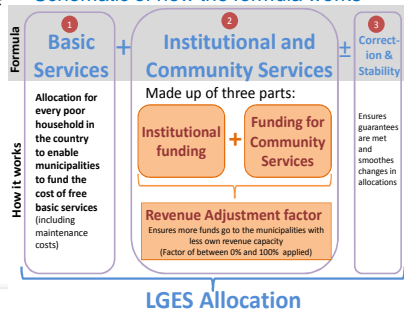 Schematic of how the formula works
Formula
1
Basic
Services
+
2
Institutional and
Community Services
±
3
Correct-
ion &
Stability
How it works
Allocation for
every poor
household in
the country
to enable
municipalities
to fund the
cost of free
basic services
(including
maintenance
costs)
Made up of three parts:
Institutional
funding
+
Funding for
Community
Services
Revenue Adjustment factor
Ensures more funds go to the municipalities with
less own revenue capacity
(Factor of between 0% and 100% applied)
Ensures
guarantees
are met
and
smoothes
changes in
allocations
LGES Allocation